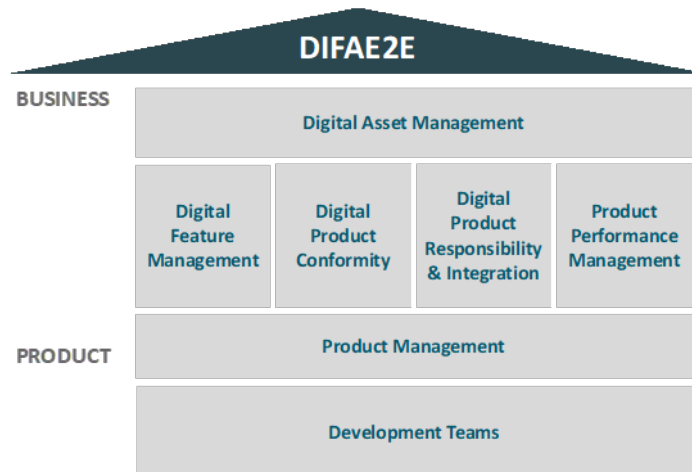 DIFAE2E
BUSINESS
Digital Asset Management
Digital
Feature
Management
Digital
Product
Conformity
Digital
Product
Responsibility
& Integration
Product
Performance
Management
PRODUCT
Product Management
Development Teams